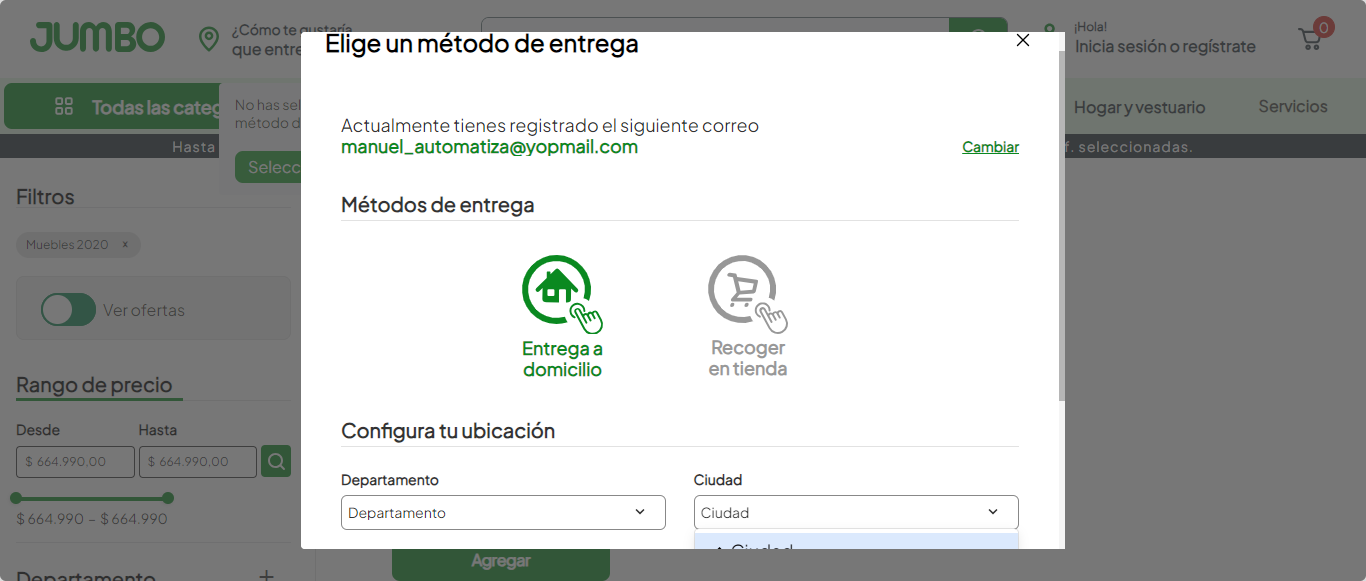 JUMBO
¿Cómo te gustaría
que entre
¡Hola!
Inicia sesión o regístrate
0
Todas las categ
No has sel
método d
Selecc
Hogar y vestuario
Servicios
Hasta
f. seleccionadas.
Elige un método de entrega
Actualmente tienes registrado el siguiente correo
manuel_automatiza@yopmail.com
Cambiar
Métodos de entrega
Entrega a
domicilio
Recoger
en tienda
Configura tu ubicación
Departamento
Ciudad
Departamento
Ciudad
Ciudad
Filtros
Muebles 2020 x
Ver ofertas
Rango de precio
Desde
Hasta
$ 664.990,00
$ 664.990,00
$ 664.990 – $ 664.990
Departamento +
Agregar